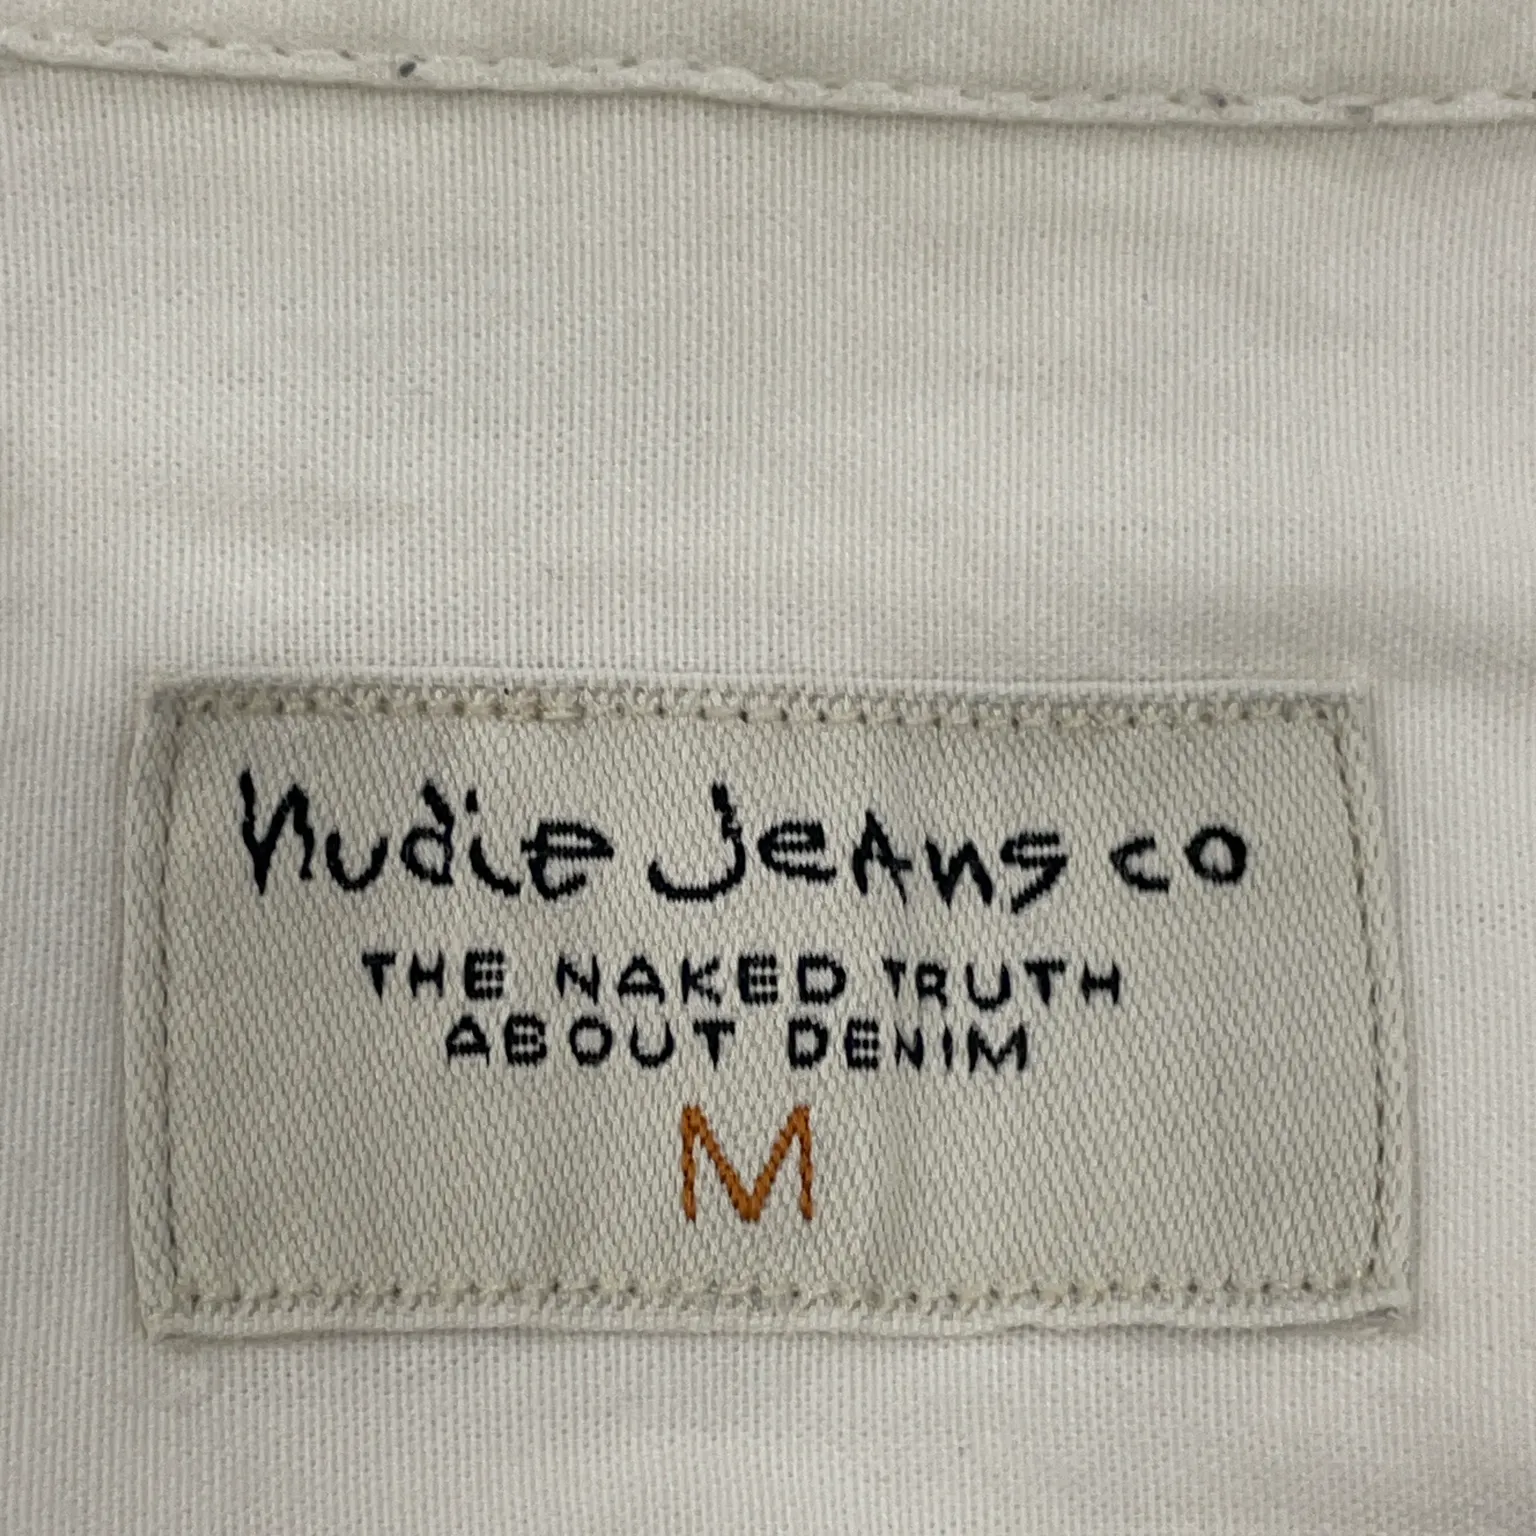 Nudie Jeans co
THE NAKED TRUTH
ABOUT DENIM
M